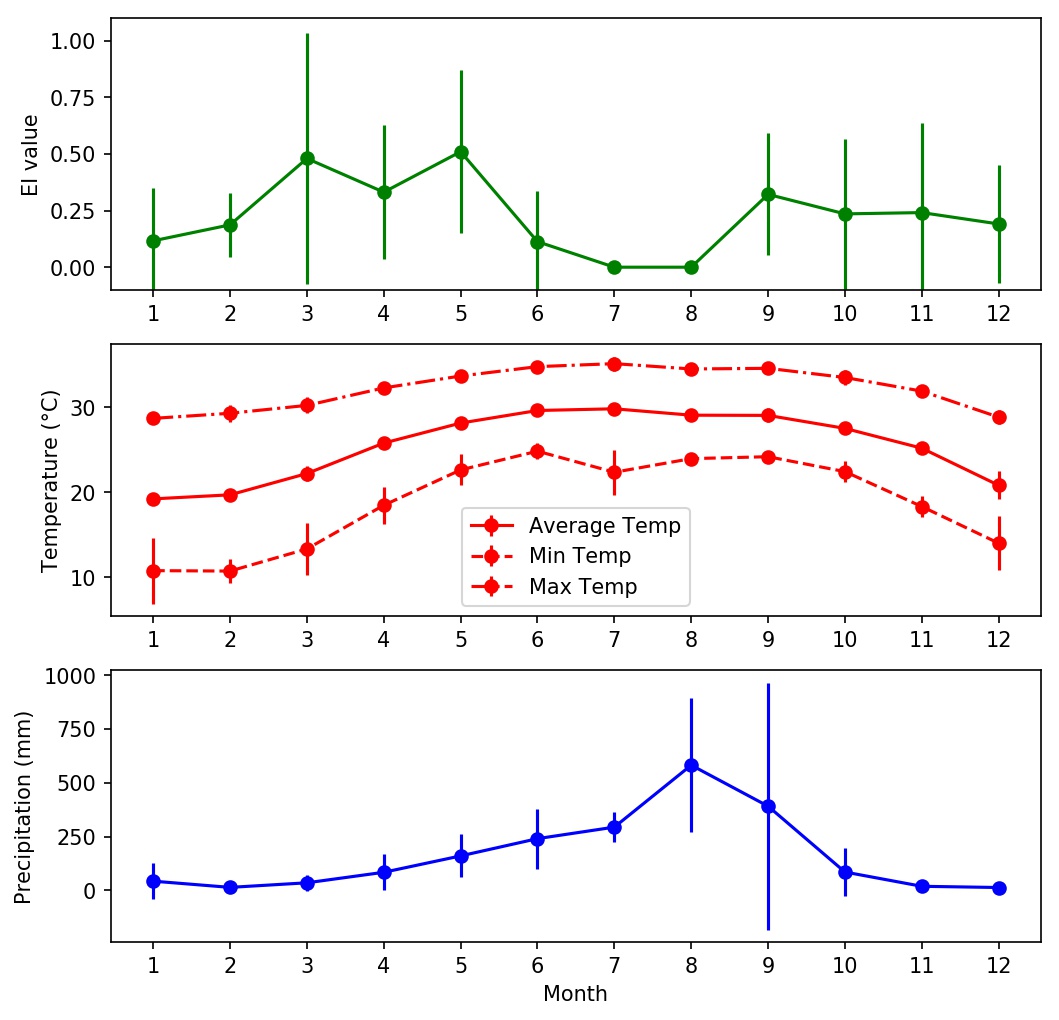 EI value
1.00
0.75
0.50
0.25
0.00
1 2 3 4 5 6 7 8 9 10 11 12
Temperature (°C)
30
20
10
Average Temp
Min Temp
Max Temp
1 2 3 4 5 6 7 8 9 10 11 12
Precipitation (mm)
1000
750
500
250
0
1 2 3 4 5 6 7 8 9 10 11 12
Month